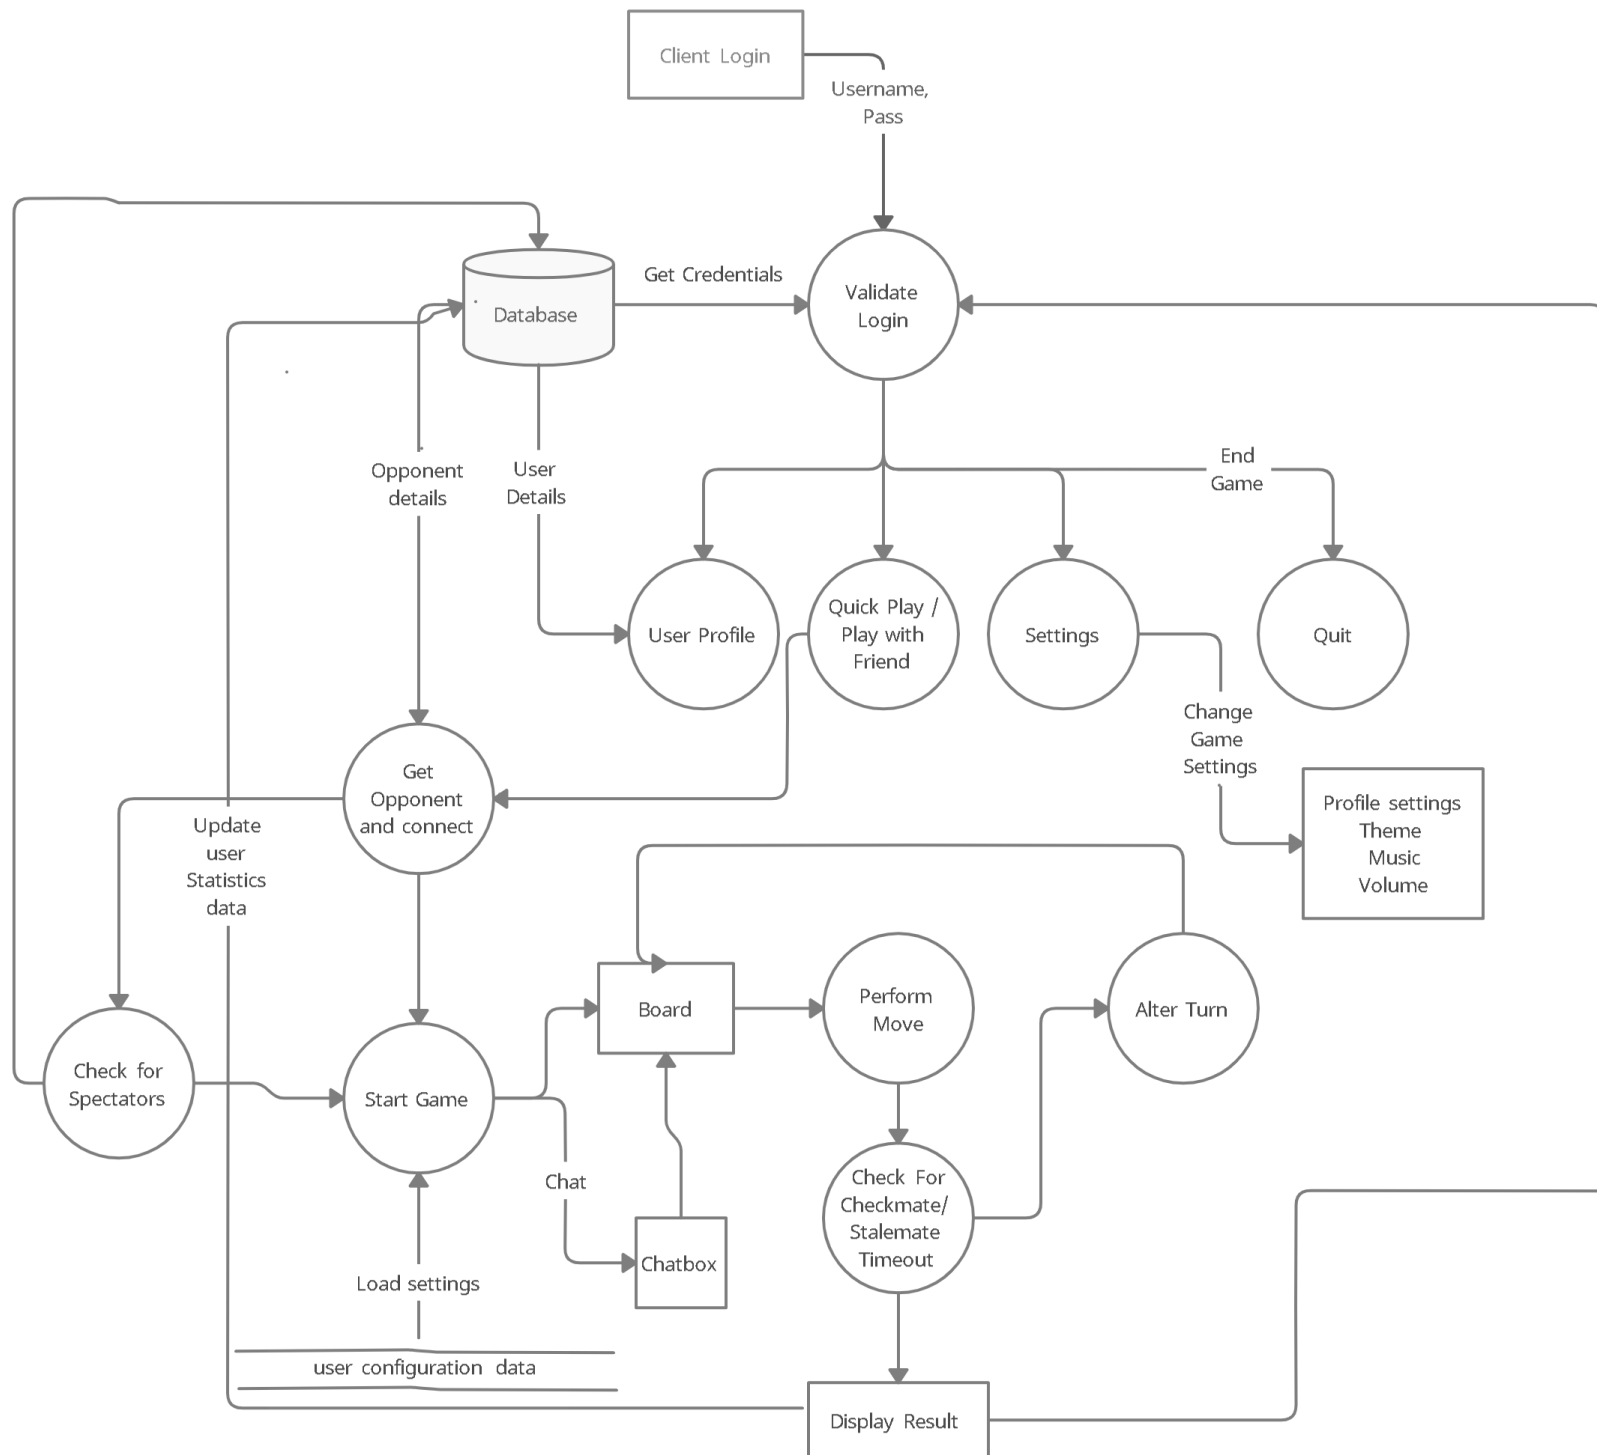 Client Login
Username,
Pass
Get Credentials
Validate
Login
Database
Opponent
details
User
Details
End
Game
User Profile
Quick Play /
Play with
Friend
Settings
Quit
Change
Game
Settings
Get
Opponent
and connect
Profile settings
Theme
Music
Volume
Update
user
Statistics
data
Board
Perform
Move
Alter Turn
Check for
Spectators
Start Game
Chat
Check For
Checkmate/
Stalemate
Timeout
Chatbox
Load settings
user configuration data
Display Result